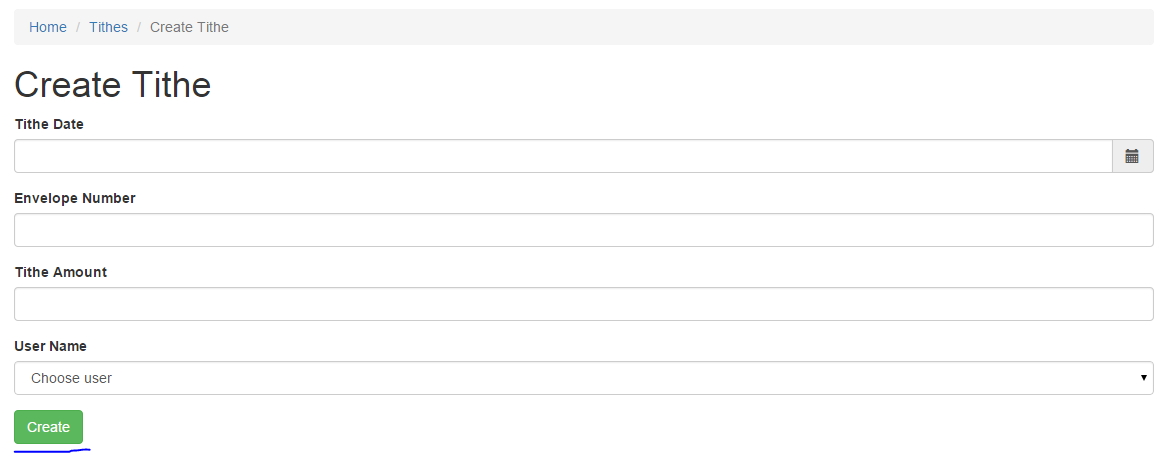 Home / Tithes / Create Tithe
Create Tithe
Tithe Date
Envelope Number
Tithe Amount
User Name
Choose user
Create